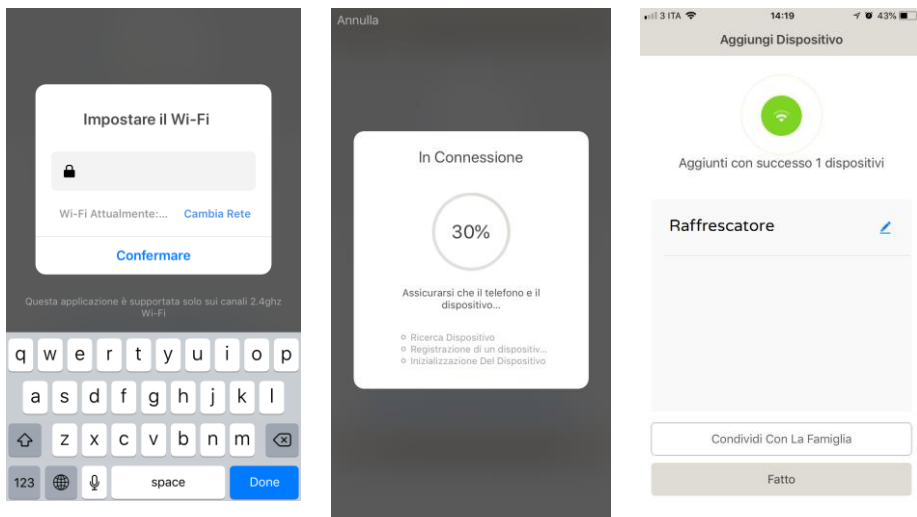 Impostare il Wi-Fi
Wi-Fi Attualmente:... Cambia Rete
Confermare
Questa applicazione è supportata solo sui canali 2.4ghz
Wi-Fi
q w e r t y u i o p
a s d f g h j k l
z x c v b n m
123 space Done
Annulla
In Connessione
30%
Assicurarsi che il telefono e il
dispositivo...
Ricerca Dispositivo
Registrazione di un dispositiv...
Inizializzazione Del Dispositivo
3 ITA 14:19 43%
Aggiungi Dispositivo
Aggiunti con successo 1 dispositivi
Raffrescatore
Condividi Con La Famiglia
Fatto